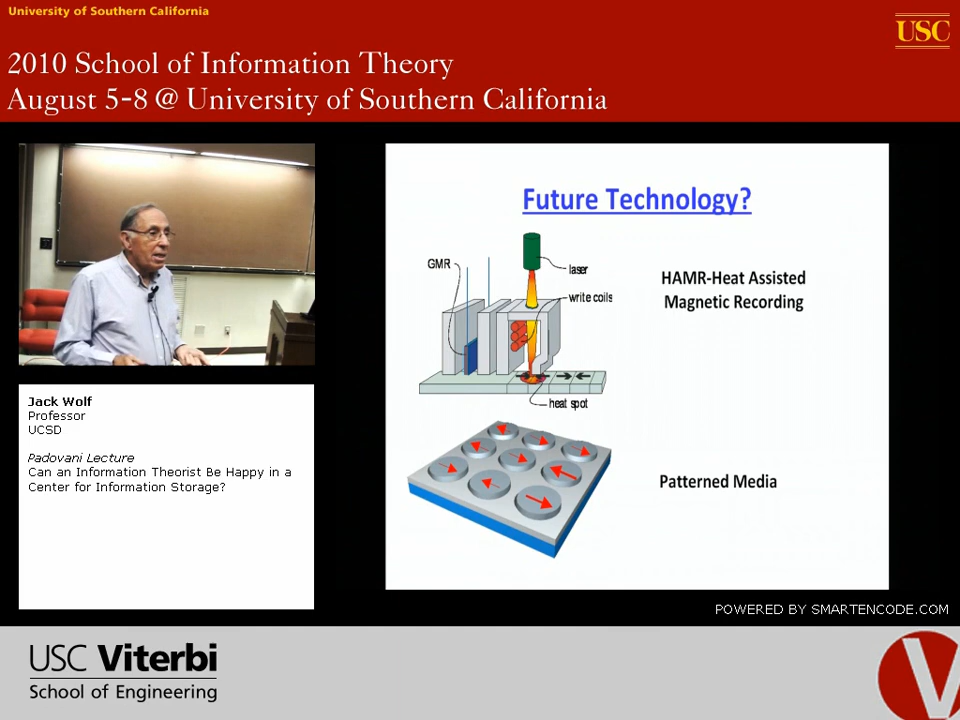 University of Southern California
USC
2010 School of Information Theory
August 5-8 @ University of Southern California
Jack Wolf
Professor
UCSD
Padovani Lecture
Can an Information Theorist Be Happy in a
Center for Information Storage?
Future Technology?
GMR
laser
write coils
heat spot
HAMR-Heat Assisted
Magnetic Recording
Patterned Media
POWERED BY SMARTENCODE.COM
USC Viterbi
School of Engineering
V